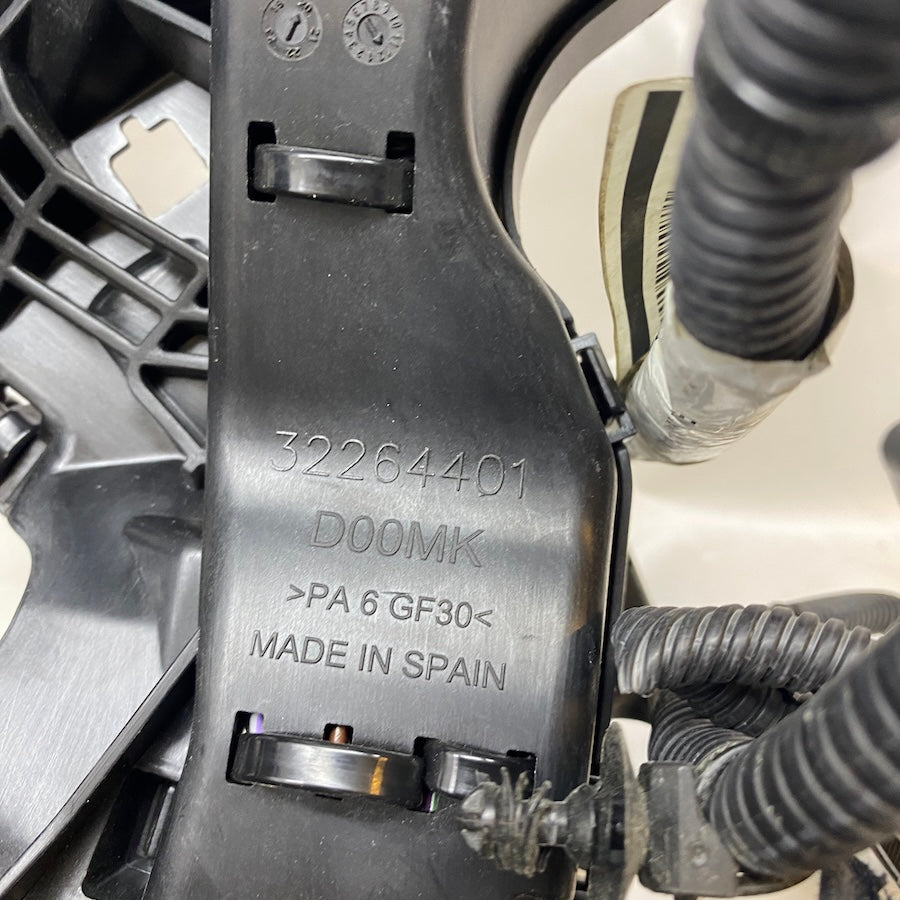 32264401
D00MK
>PA 6 GF30<
MADE IN SPAIN